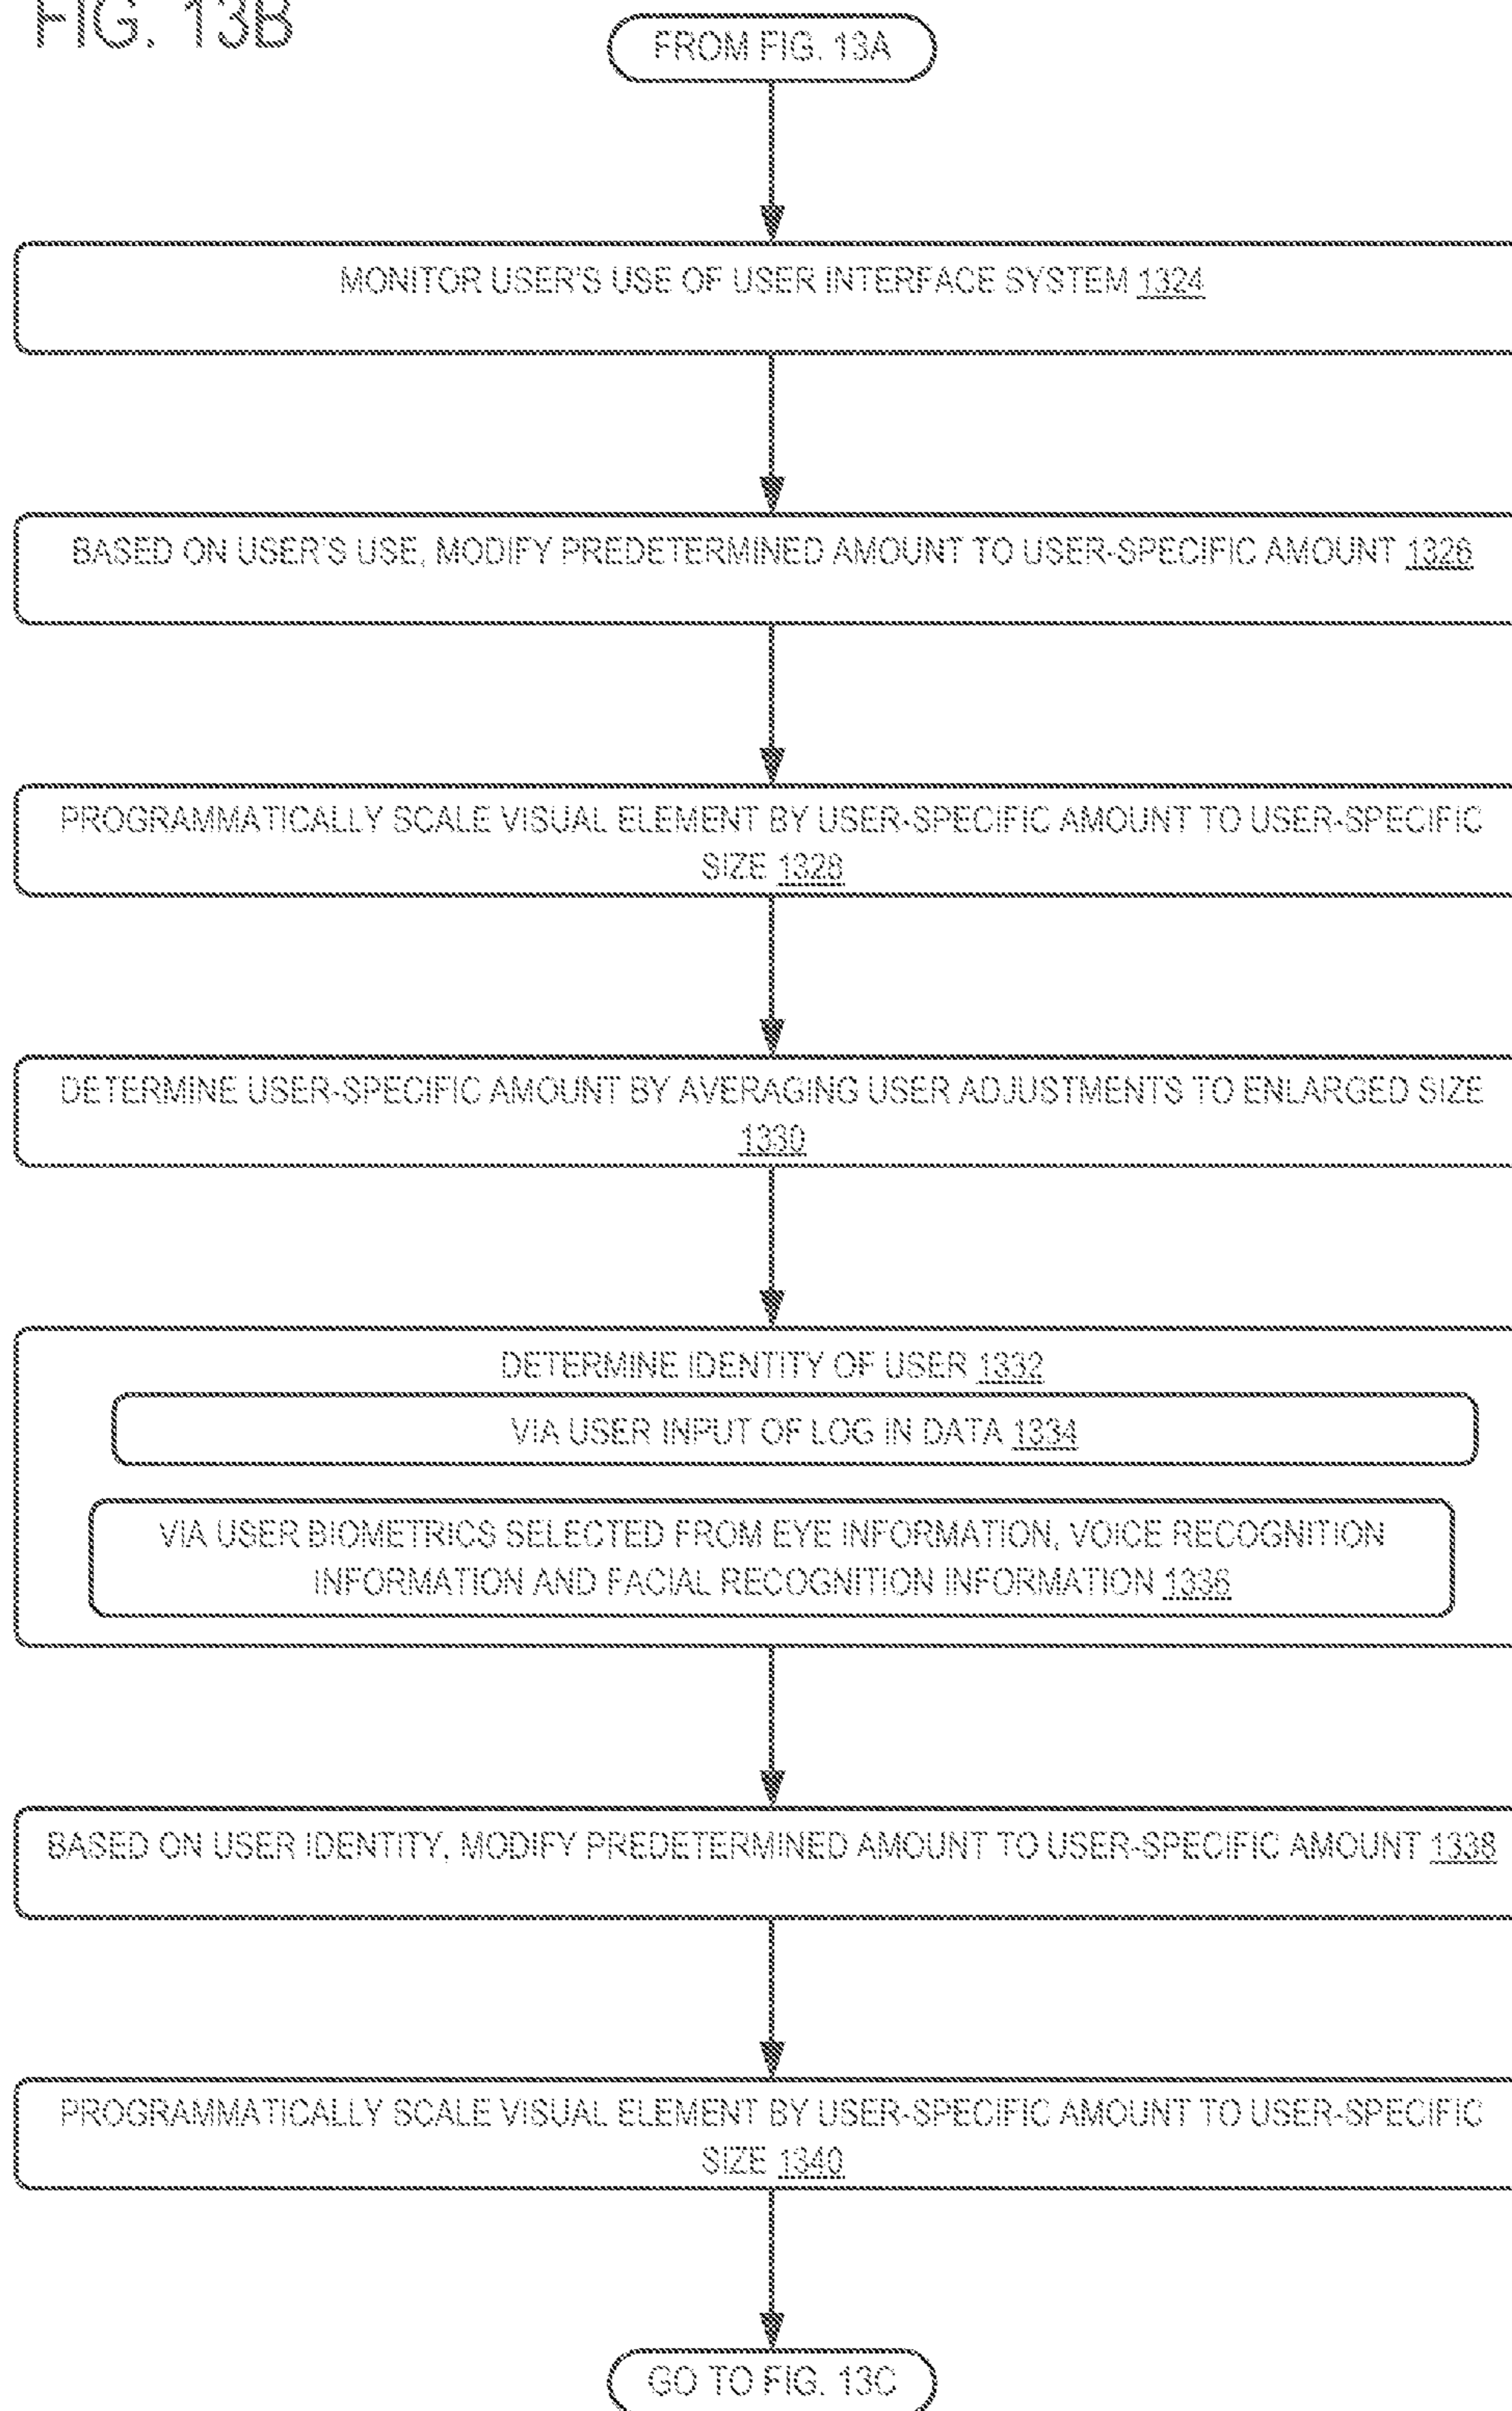 FIG. 13B
FROM FIG. 13A
MONITOR USER'S USE OF USER INTERFACE SYSTEM 1324
BASED ON USER'S USE, MODIFY PREDETERMINED AMOUNT TO USER-SPECIFIC AMOUNT 1326
PROGRAMMATICALLY SCALE VISUAL ELEMENT BY USER-SPECIFIC AMOUNT TO USER-SPECIFIC
SIZE 1328
DETERMINE USER-SPECIFIC AMOUNT BY AVERAGING USER ADJUSTMENTS TO ENLARGED SIZE
1330
DETERMINE IDENTITY OF USER 1332
VIA USER INPUT OF LOG IN DATA 1334
VIA USER BIOMETRICS SELECTED FROM EYE INFORMATION, VOICE RECOGNITION
INFORMATION AND FACIAL RECOGNITION INFORMATION 1336
BASED ON USER IDENTITY, MODIFY PREDETERMINED AMOUNT TO USER-SPECIFIC AMOUNT 1338
PROGRAMMATICALLY SCALE VISUAL ELEMENT BY USER-SPECIFIC AMOUNT TO USER-SPECIFIC
SIZE 1340
GO TO FIG. 13C